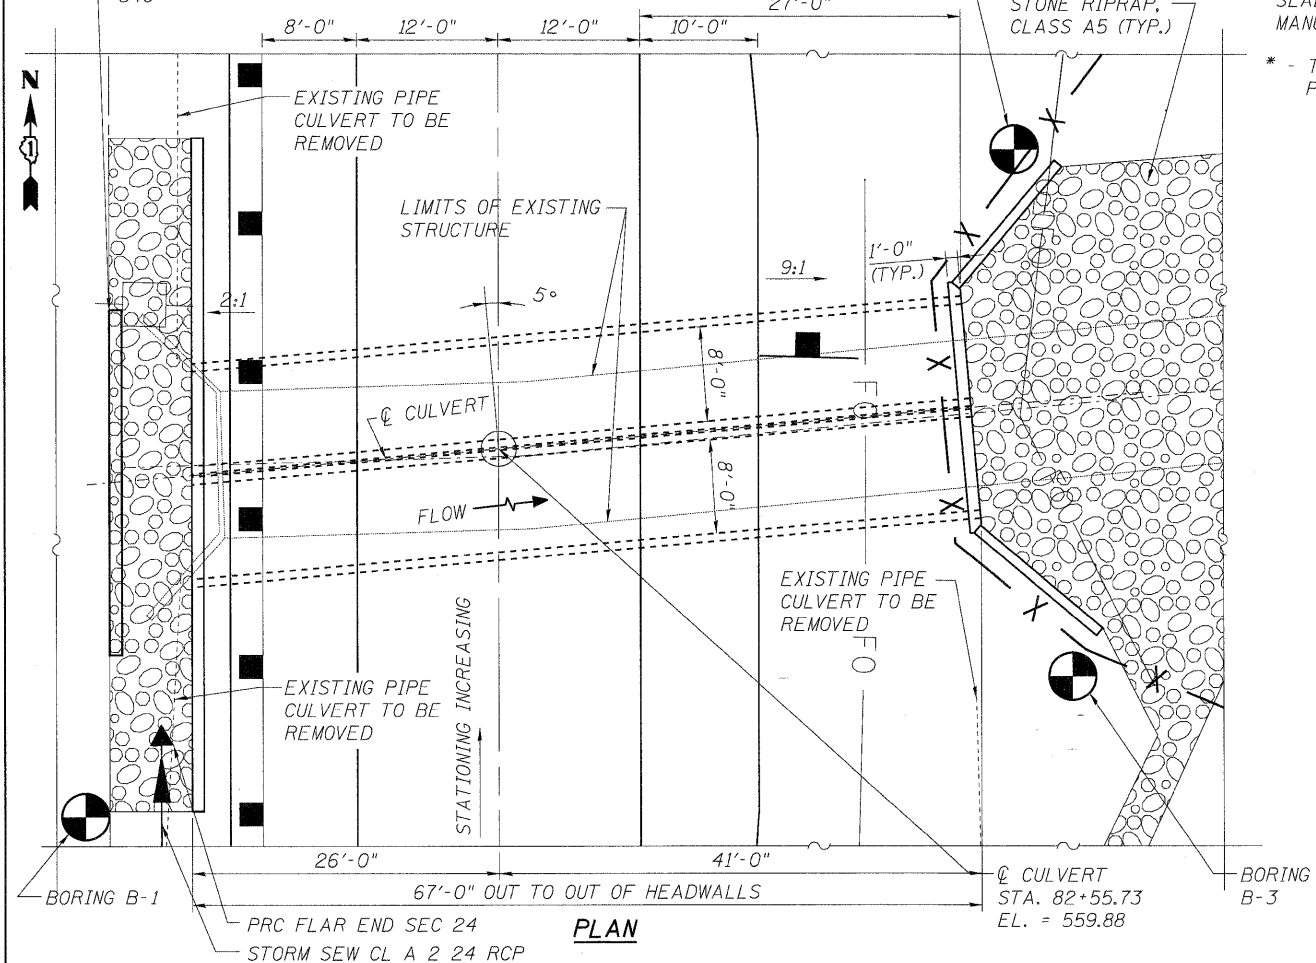 27'-0"
STONE RIPRAP,
CLASS A5 (TYP.)
8'-0"
12'-0"
12'-0"
10'-0"
N
1
EXISTING PIPE
CULVERT TO BE
REMOVED
LIMITS OF EXISTING
STRUCTURE
1'-0"
(TYP.)
9:1
2:1
5°
8'-0"
℄ CULVERT
FO
8'-0"
FLOW
EXISTING PIPE
CULVERT TO BE
REMOVED
FO
STATIONING INCREASING
EXISTING PIPE
CULVERT TO BE
REMOVED
26'-0"
41'-0"
67'-0" OUT TO OUT OF HEADWALLS
BORING B-1
PRC FLAR END SEC 24
STORM SEW CL A 2 24 RCP
PLAN
℄ CULVERT
STA. 82+55.73
EL. = 559.88
BORING
B-3